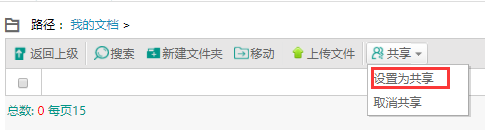 路径： 我的文档 >
返回上级 搜索 新建文件夹 移动 上传文件 共享
设置为共享
取消共享
总数: 0 每页15